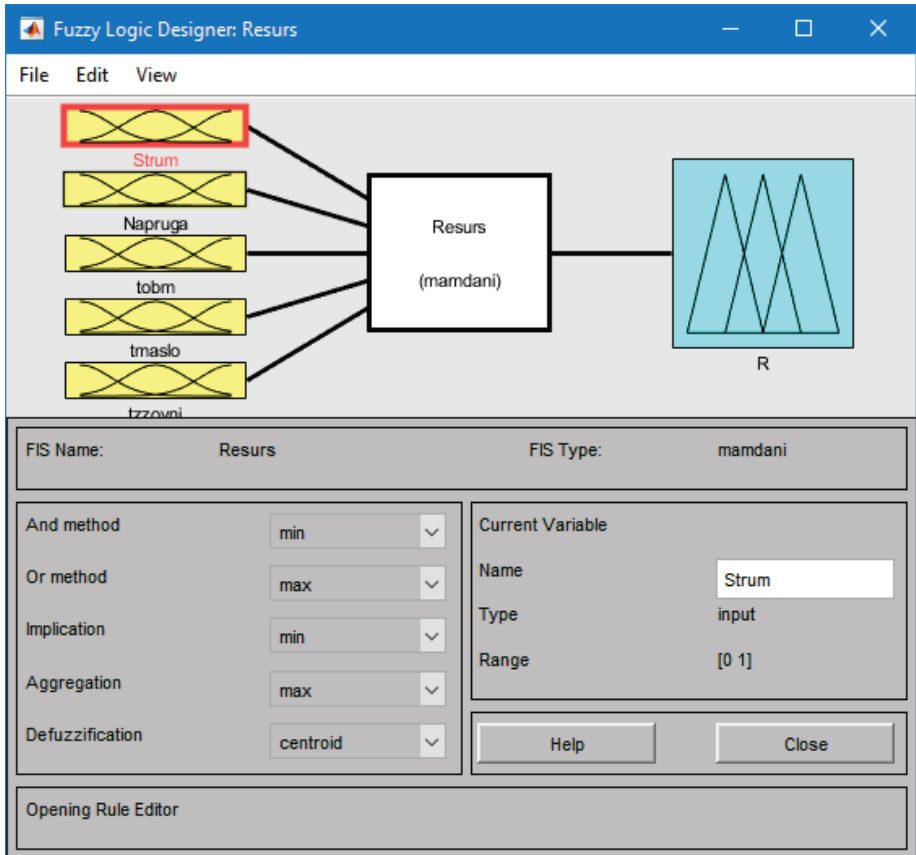 Fuzzy Logic Designer: Resurs
File Edit View
Strum
Napruga
tobm
tmaslo
tzzovni
Resurs
(mamdani)
R
FIS Name: Resurs FIS Type: mamdani
And method min
Or method max
Implication min
Aggregation max
Defuzzification centroid
Current Variable
Name Strum
Type input
Range [0 1]
Help Close
Opening Rule Editor